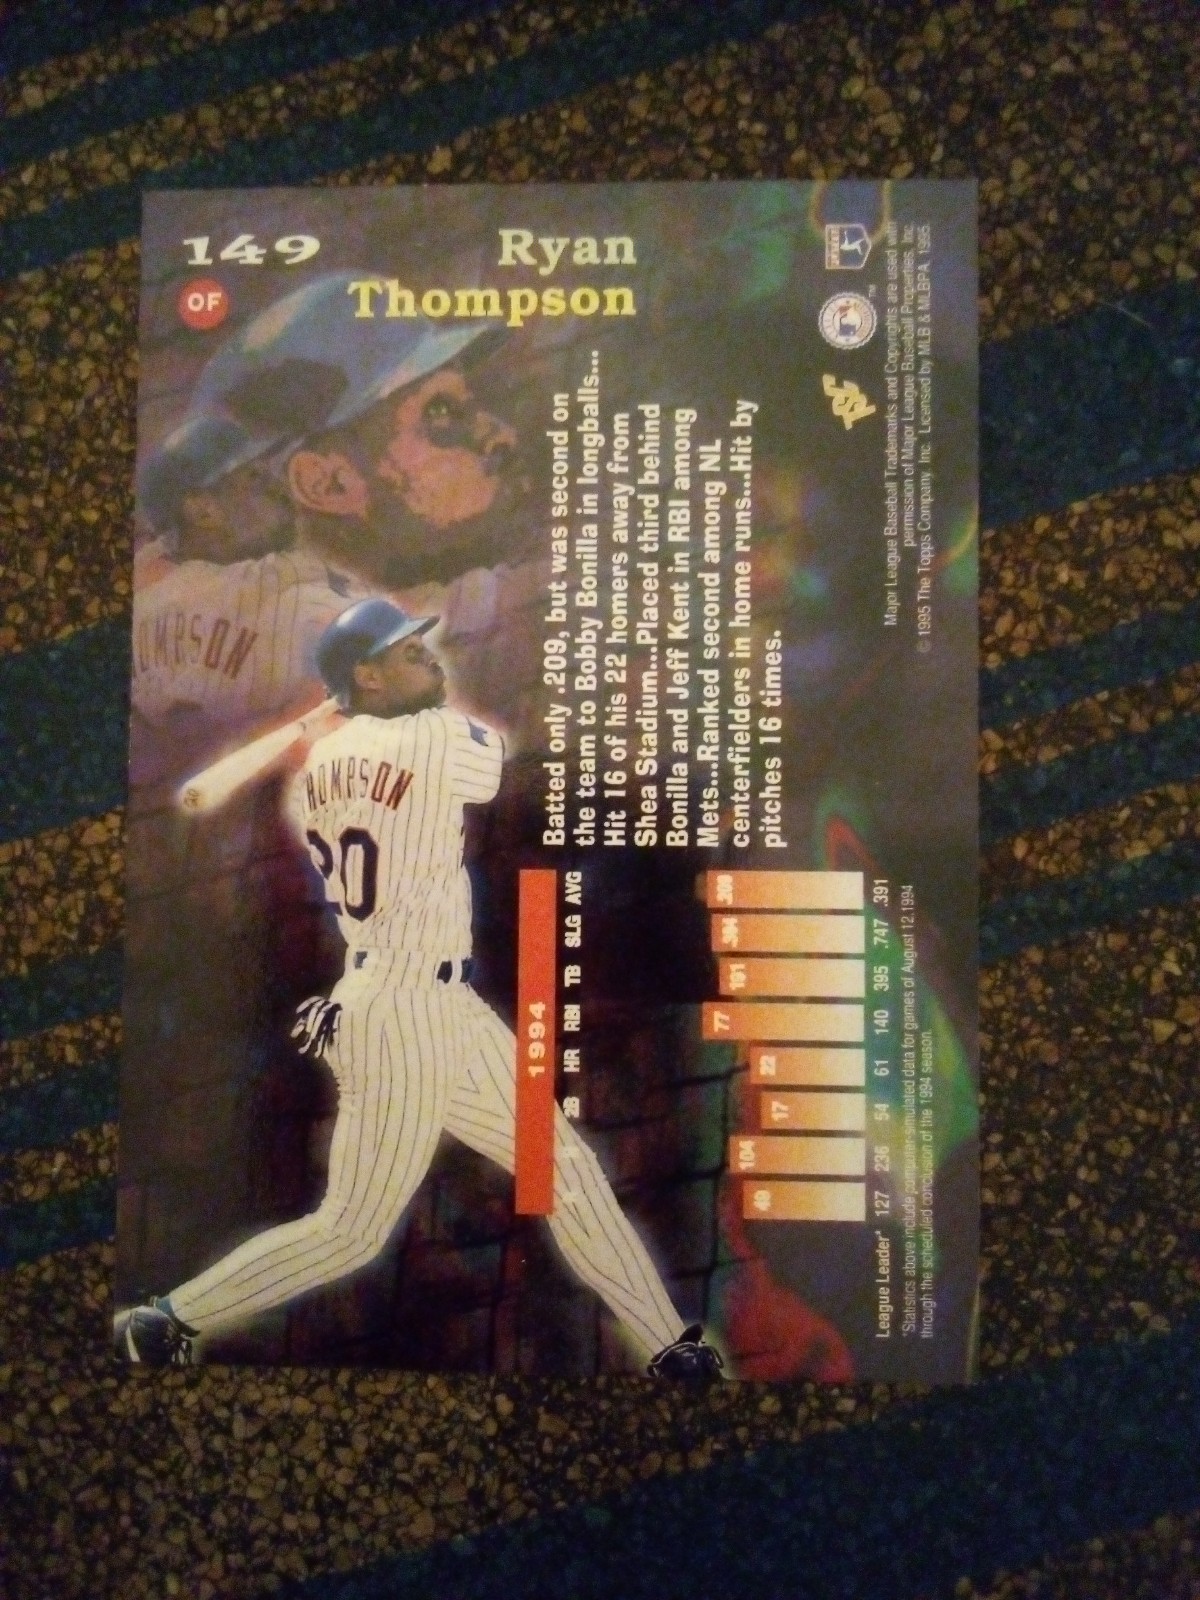 149
OF
Ryan
Thompson
OMPSON
HOMPSON
20
Batted only .209, but was second on
the team to Bobby Bonilla in longballs...
Hit 16 of his 22 homers away from
Shea Stadium...Placed third behind
Bonilla and Jeff Kent in RBI among
Mets...Ranked second among NL
centerfielders in home runs...Hit by
pitches 16 times.
1994
2B HR RBI TB SLG AVG
49 104 17 22 77 191 .394 .209
League Leader* 127 236 54 61 140 395 .747 .391
*Statistics above include computer-simulated data for games of August 12,1994
through the scheduled conclusion of the 1994 season.
TSC
TM
Major League Baseball Trademarks and Copyrights are used with
permission of Major League Baseball Properties, Inc.
© 1995 The Topps Company, Inc. Licensed by MLB & MLBPA 1995